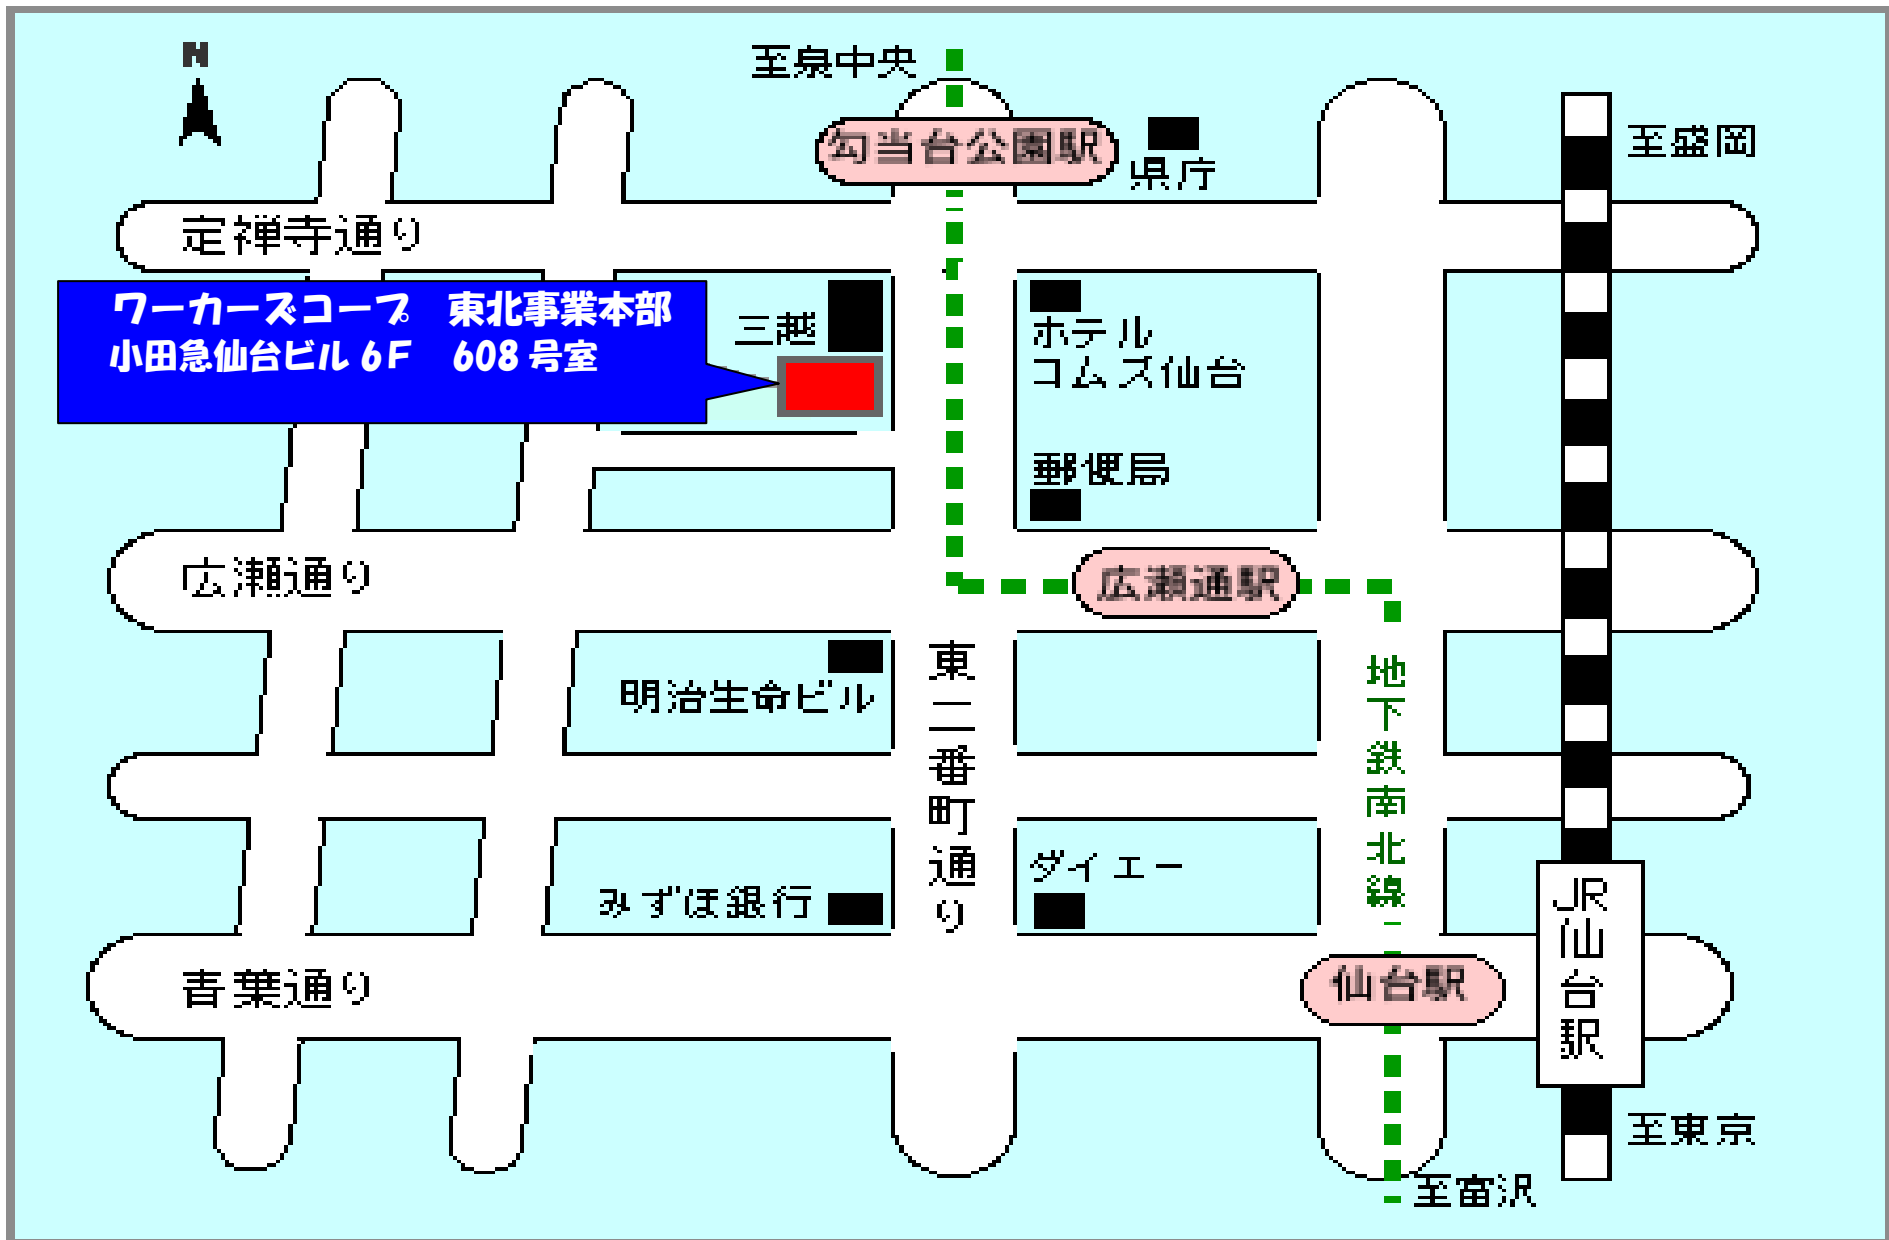 N
至泉中央
勾当台公園駅
県庁
至盛岡
定禅寺通り
ワーカーズコープ　東北事業本部
小田急仙台ビル6F　608号室
三越
ホテル
コムズ仙台
郵便局
広瀬通り
広瀬通駅
東二番町通り
地下鉄南北線
明治生命ビル
ダイエー
みずほ銀行
JR仙台駅
青葉通り
仙台駅
至東京
至富沢